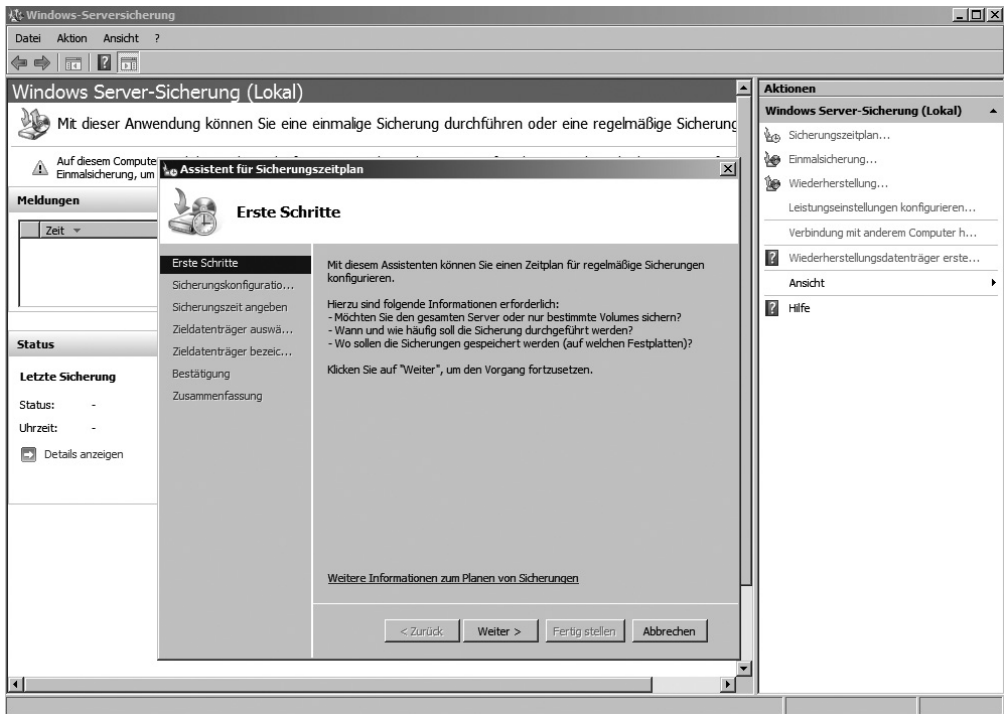 Windows-Serversicherung
Datei Aktion Ansicht ?
Windows Server-Sicherung (Lokal)
Mit dieser Anwendung können Sie eine einmalige Sicherung durchführen oder eine regelmäßige Sicherung
Auf diesem Compute
Einmalsicherung, um
Meldungen
Zeit
Status
Letzte Sicherung
Status: -
Uhrzeit: -
Details anzeigen
Assistent für Sicherungszeitplan
Erste Schritte
Erste Schritte
Sicherungskonfiguratio...
Sicherungszeit angeben
Zieldatenträger auswä...
Zieldatenträger bezeic...
Bestätigung
Zusammenfassung
Mit diesem Assistenten können Sie einen Zeitplan für regelmäßige Sicherungen
konfigurieren.
Hierzu sind folgende Informationen erforderlich:
- Möchten Sie den gesamten Server oder nur bestimmte Volumes sichern?
- Wann und wie häufig soll die Sicherung durchgeführt werden?
- Wo sollen die Sicherungen gespeichert werden (auf welchen Festplatten)?
Klicken Sie auf "Weiter", um den Vorgang fortzusetzen.
Weitere Informationen zum Planen von Sicherungen
< Zurück Weiter > Fertig stellen Abbrechen
Aktionen
Windows Server-Sicherung (Lokal)
Sicherungszeitplan...
Einmalsicherung...
Wiederherstellung...
Leistungseinstellungen konfigurieren...
Verbindung mit anderem Computer h...
Wiederherstellungsdatenträger erste...
Ansicht
Hilfe